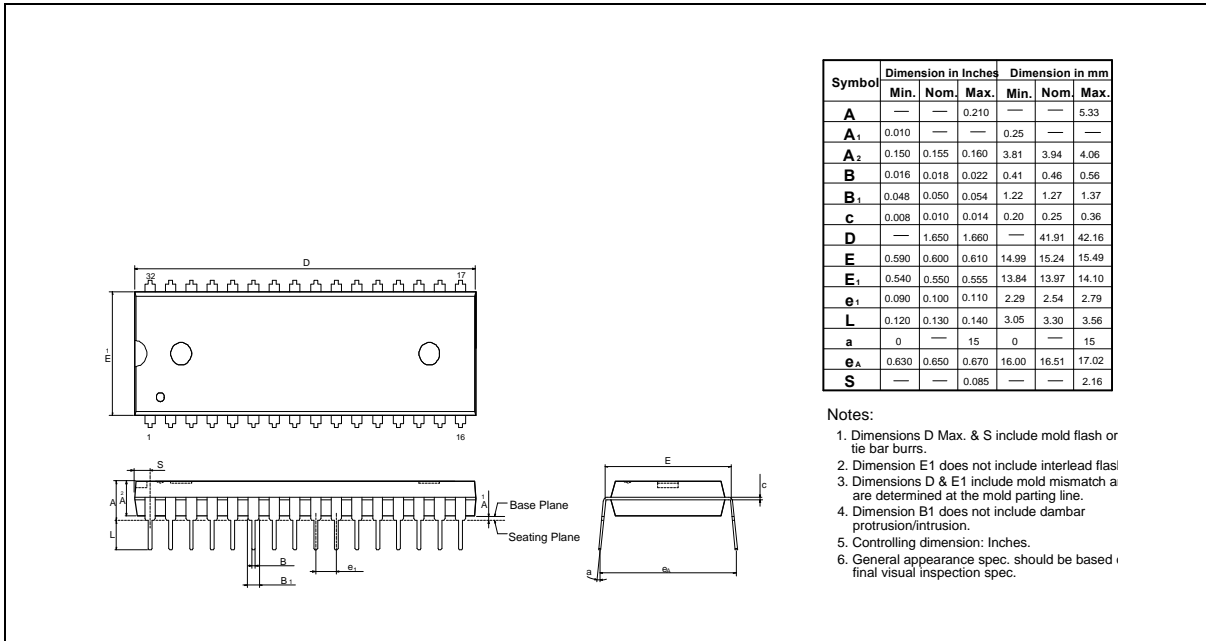 Symbol Dimension in Inches Dimension in mm
Min. Nom. Max. Min. Nom. Max.
A — — 0.210 — — 5.33
A1 0.010 — — 0.25 — —
A2 0.150 0.155 0.160 3.81 3.94 4.06
B 0.016 0.018 0.022 0.41 0.46 0.56
B1 0.048 0.050 0.054 1.22 1.27 1.37
c 0.008 0.010 0.014 0.20 0.25 0.36
D — 1.650 1.660 — 41.91 42.16
E 0.590 0.600 0.610 14.99 15.24 15.49
E1 0.540 0.550 0.555 13.84 13.97 14.10
e1 0.090 0.100 0.110 2.29 2.54 2.79
L 0.120 0.130 0.140 3.05 3.30 3.56
a 0 — 15 0 — 15
eA 0.630 0.650 0.670 16.00 16.51 17.02
S — — 0.085 — — 2.16
D
32 17
E1
1 16
S
A A2 A1
Base Plane
Seating Plane
L
B
B1
e1
E
c
a
eA
Notes:
1. Dimensions D Max. & S include mold flash or
tie bar burrs.
2. Dimension E1 does not include interlead
3. Dimensions D & E1 include mold mismatch
are determined at the mold parting line.
4. Dimension B1 does not include dambar
protrusion/intrusion.
5. Controlling dimension: Inches.
6. General appearance spec. should be based
final visual inspection spec.